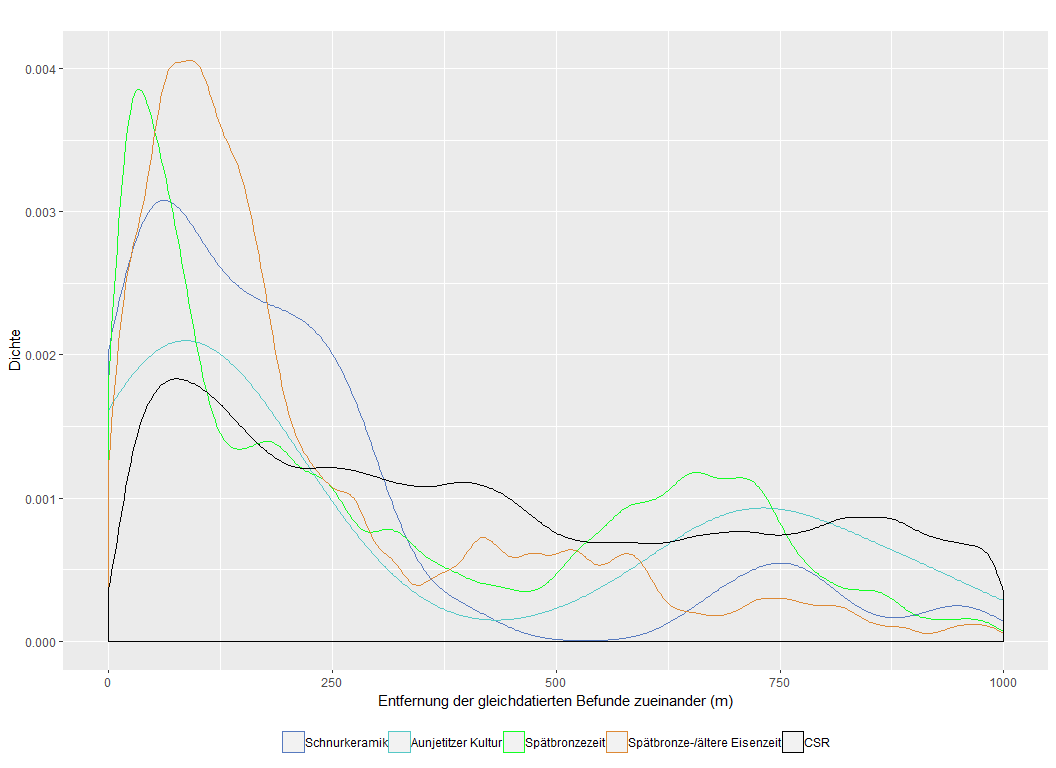 0.004
0.003
0.002
0.001
0.000
Dichte
0 250 500 750 1000
Entfernung der gleichdatierten Befunde zueinander (m)
Schnurkeramik Aunjetitzer Kultur Spätbronzezeit Spätbronze-/ältere Eisenzeit CSR